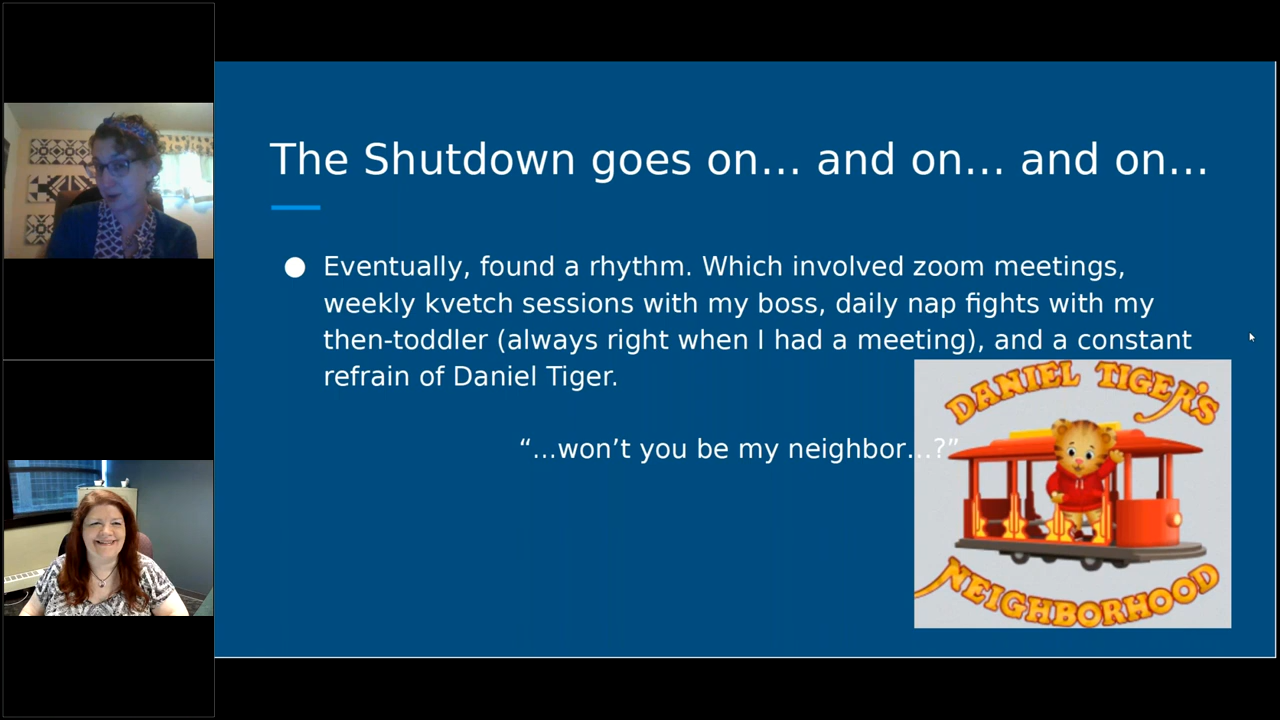 The Shutdown goes on... and on... and on...
● Eventually, found a rhythm. Which involved zoom meetings,
weekly kvetch sessions with my boss, daily nap fights with my
then-toddler (always right when I had a meeting), and a constant
refrain of Daniel Tiger.
“...won’t you be my neighbor...?”
DANIEL TIGER'S
NEIGHBORHOOD